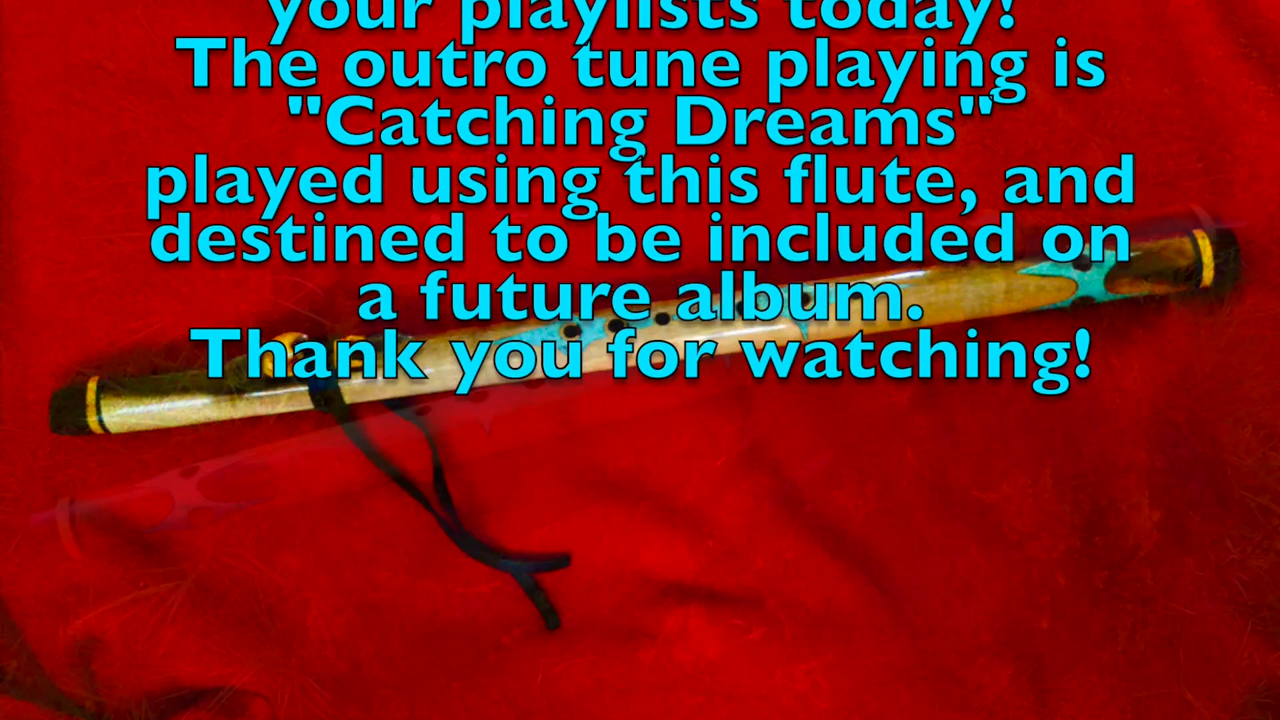 your playlists today!
The outro tune playing is
"Catching Dreams"
played using this flute, and
destined to be included on
a future album.
Thank you for watching!